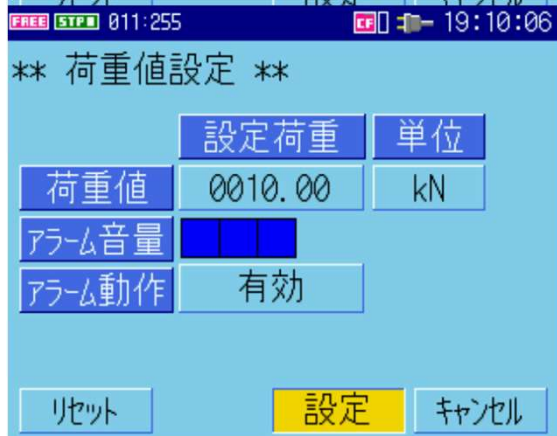 FREE STP 011:255 CF 19:10:06
** 荷重値設定 **
設定荷重 単位
荷重値 0010.00 kN
アラーム音量
アラーム動作 有効
リセット 設定 キャンセル